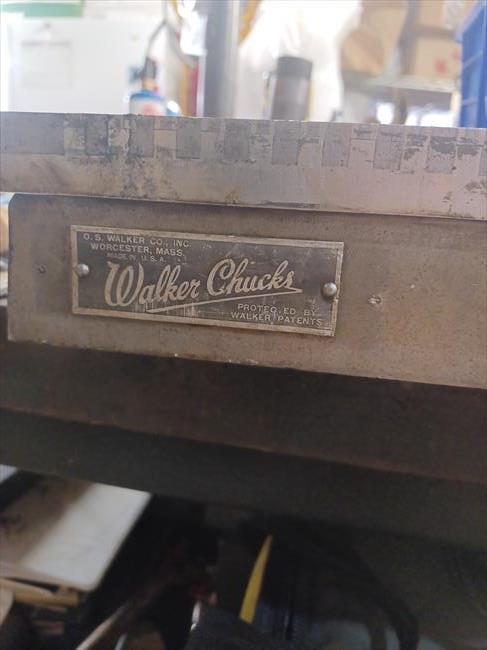 O. S. WALKER CO., INC.
WORCESTER, MASS.
MADE IN U.S.A.
Walker Chucks
PROTECTED BY
WALKER PATENTS